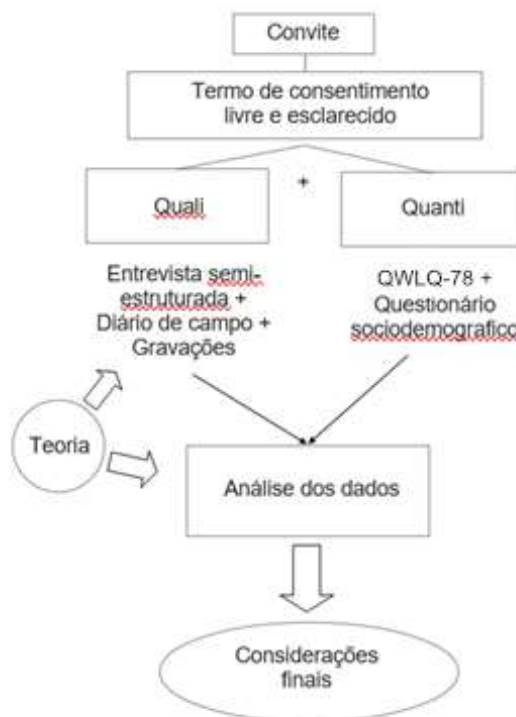 Convite
Termo de consentimento
livre e esclarecido
Quali
+
Quanti
Entrevista semi-
estruturada +
Diário de campo +
Gravações
QWLQ-78 +
Questionário
sociodemografico
Teoria
Análise dos dados
Considerações
finais